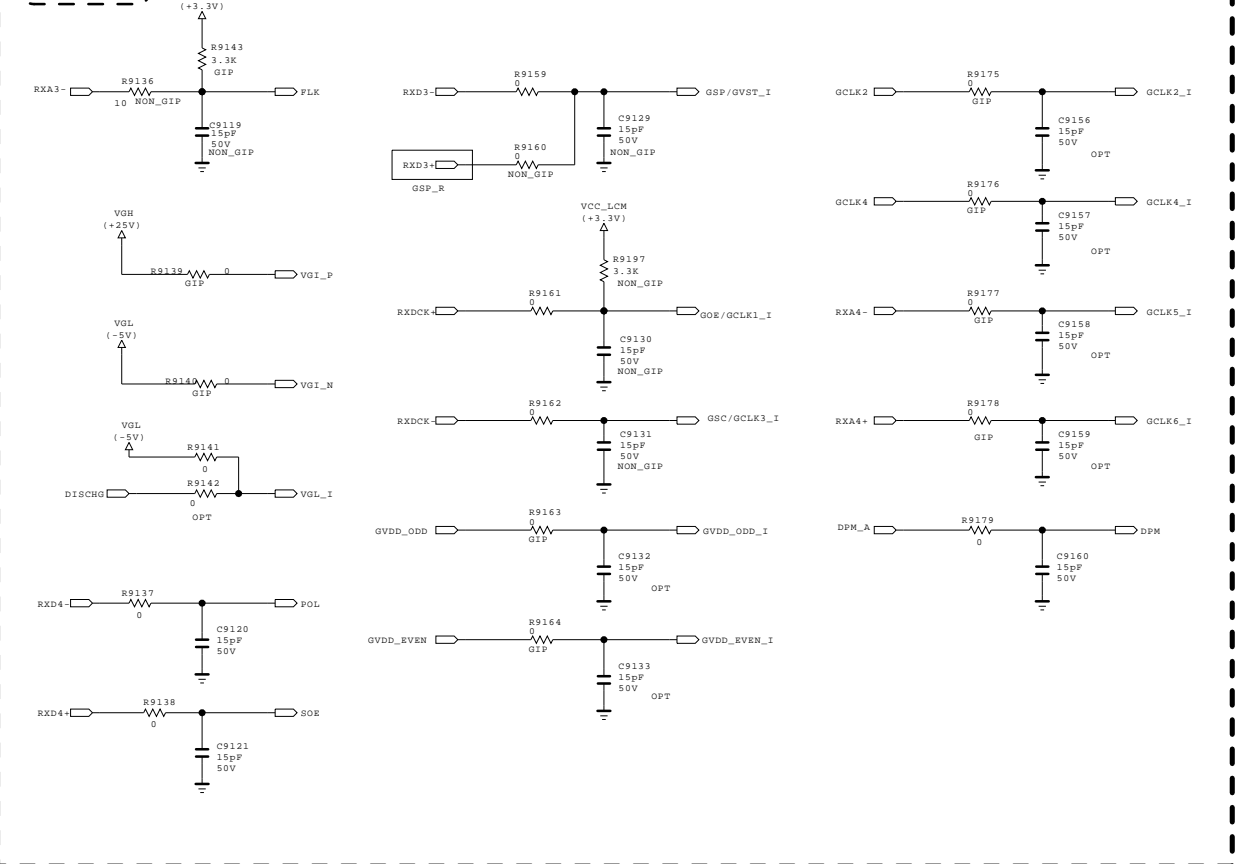 (+3.3V)
R9143
3.3K
GIP
RXA3-
R9136
10 NON_GIP
FLK
C9119
15pF
50V
NON_GIP
VGH
(+25V)
R9139 0
GIP
VGI_P
VGL
(-5V)
R9140 0
GIP
VGI_N
VGL
(-5V)
R9141
0
DISCHG
R9142
0
OPT
VGL_I
RXD4-
R9137
0
POL
C9120
15pF
50V
RXD4+
R9138
0
SOE
C9121
15pF
50V
RXD3-
R9159
0
GSP/GVST_I
C9129
15pF
50V
NON_GIP
RXD3+
R9160
0
NON_GIP
GSP_R
VCC_LCM
(+3.3V)
R9197
3.3K
NON_GIP
RXDCK+
R9161
0
GOE/GCLK1_I
C9130
15pF
50V
NON_GIP
RXDCK-
R9162
0
GSC/GCLK3_I
C9131
15pF
50V
NON_GIP
GVDD_ODD
R9163
0
GIP
GVDD_ODD_I
C9132
15pF
50V
OPT
GVDD_EVEN
R9164
0
GIP
GVDD_EVEN_I
C9133
15pF
50V
OPT
GCLK2
R9175
0
GIP
GCLK2_I
C9156
15pF
50V
OPT
GCLK4
R9176
0
GIP
GCLK4_I
C9157
15pF
50V
OPT
RXA4-
R9177
0
GIP
GCLK5_I
C9158
15pF
50V
OPT
RXA4+
R9178
0
GIP
GCLK6_I
C9159
15pF
50V
OPT
DPM_A
R9179
0
DPM
C9160
15pF
50V